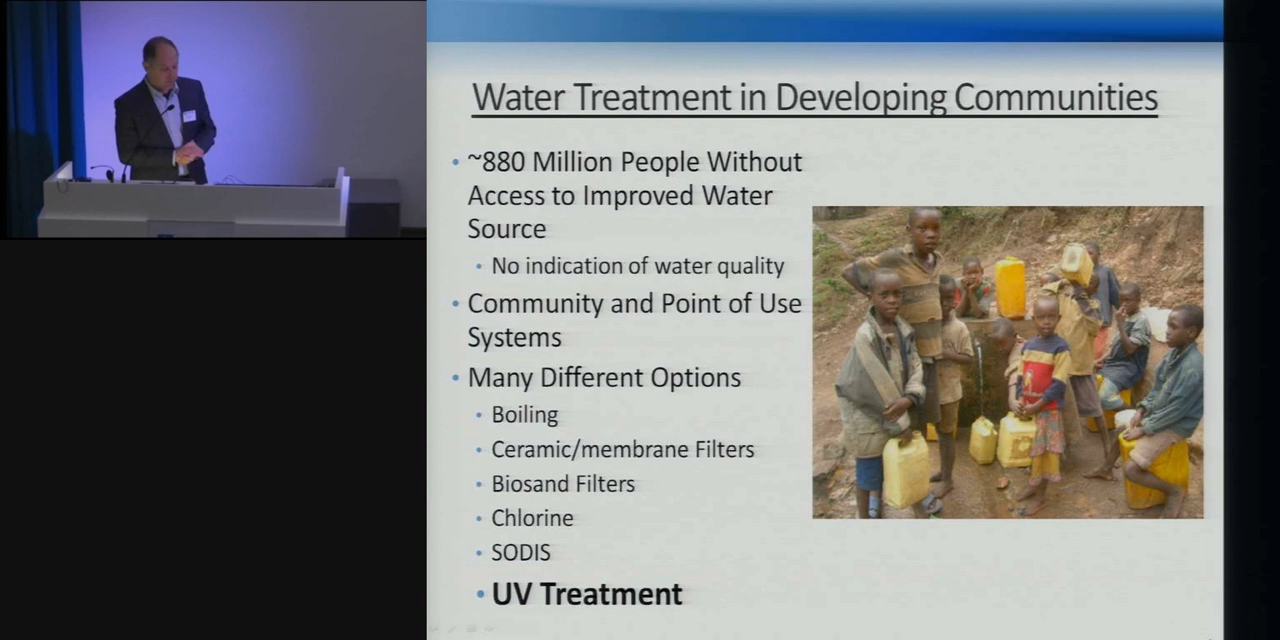 Water Treatment in Developing Communities
• ~880 Million People Without
Access to Improved Water
Source
• No indication of water quality
• Community and Point of Use
Systems
• Many Different Options
• Boiling
• Ceramic/membrane Filters
• Biosand Filters
• Chlorine
• SODIS
• UV Treatment